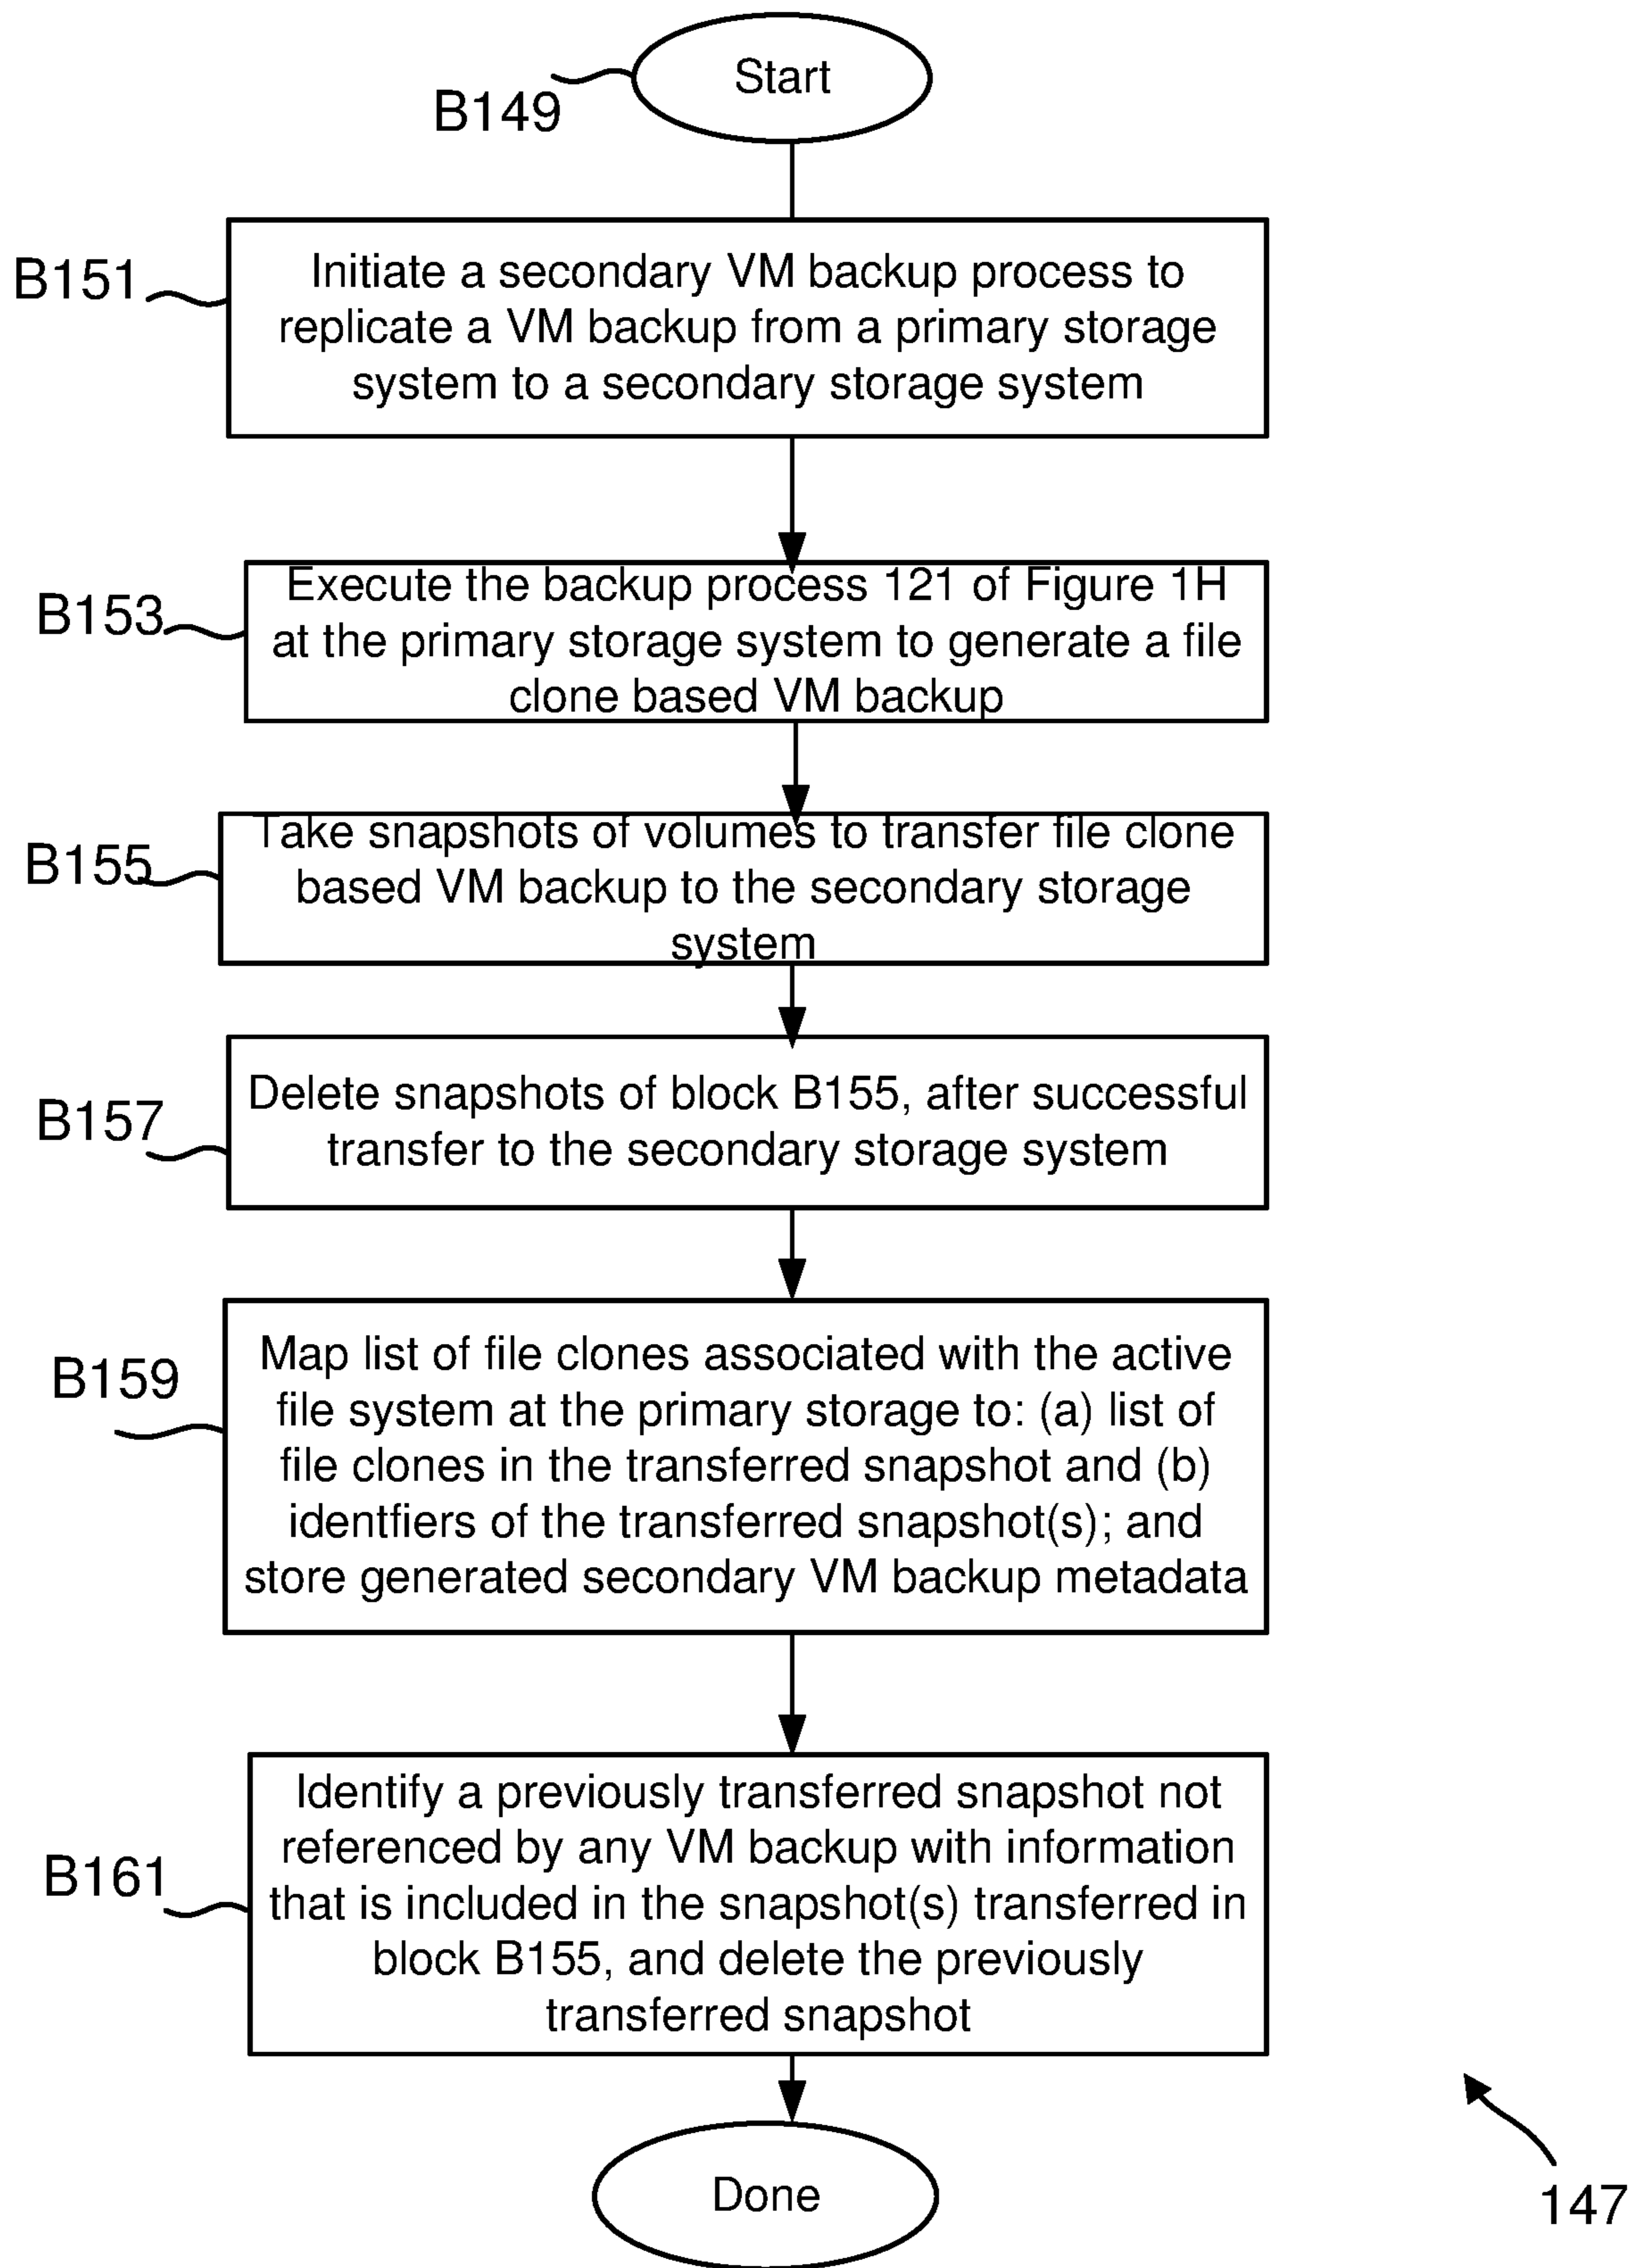 Start
B149
B151
Initiate a secondary VM backup process to
replicate a VM backup from a primary storage
system to a secondary storage system
B153
Execute the backup process 121 of Figure 1H
at the primary storage system to generate a file
clone based VM backup
B155
Take snapshots of volumes to transfer file clone
based VM backup to the secondary storage
system
B157
Delete snapshots of block B155, after successful
transfer to the secondary storage system
B159
Map list of file clones associated with the active
file system at the primary storage to: (a) list of
file clones in the transferred snapshot and (b)
identfiers of the transferred snapshot(s); and
store generated secondary VM backup metadata
B161
Identify a previously transferred snapshot not
referenced by any VM backup with information
that is included in the snapshot(s) transferred in
block B155, and delete the previously
transferred snapshot
Done
147